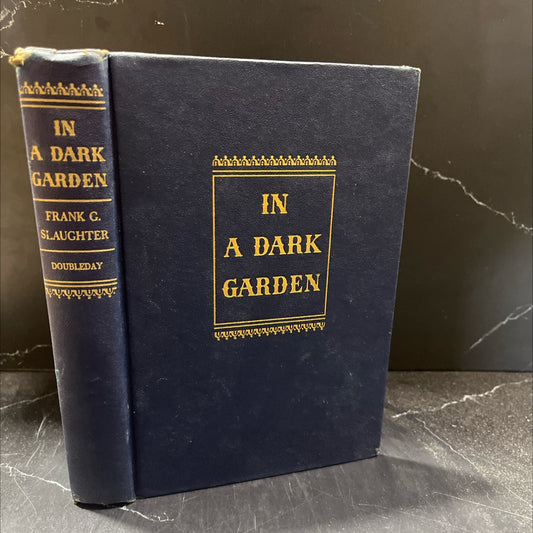 IN
A DARK
GARDEN
FRANK G.
SLAUGHTER
DOUBLEDAY
IN
A DARK
GARDEN